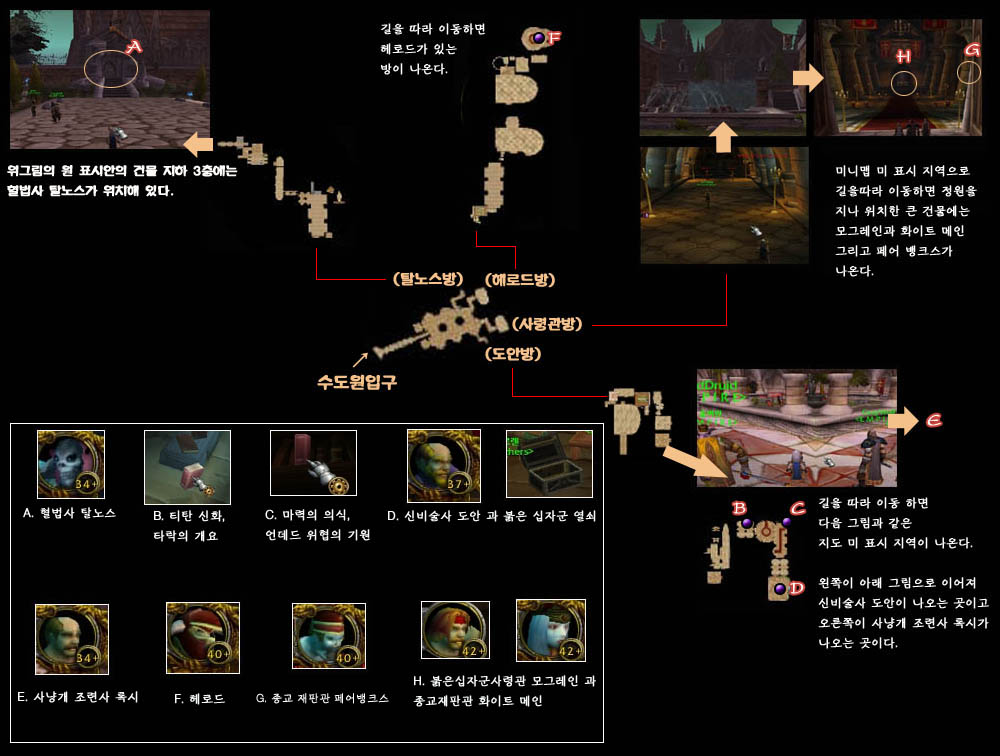 A
위그림의 원 표시안의 건물 지하 3층에는
혈법사 탈노스가 위치해 있다.
길을 따라 이동하면
헤로드가 있는
방이 나온다.
F
H
G
미니맵 미 표시 지역으로
길을따라 이동하면 정원을
지나 위치한 큰 건물에는
모그레인과 화이트 메인
그리고 페어 뱅크스가
나온다.
(탈노스방)
(헤로드방)
(사령관방)
(도안방)
수도원입구
Druid
E
B
C
D
길을 따라 이동 하면
다음 그림과 같은
지도 미 표시 지역이 나온다.
왼쪽이 아래 그림으로 이어져
신비술사 도안이 나오는 곳이고
오른쪽이 사냥개 조련사 록시가
나오는 곳이다.
34+
A. 혈법사 탈노스
B. 티탄 신화,
타락의 개요
C. 마력의 의식,
언데드 위협의 기원
37+
hers>
D. 신비술사 도안 과 붉은 십자군 열쇠
34+
E. 사냥개 조련사 록시
40+
F. 헤로드
40+
G. 종교 재판관 페어뱅크스
42+
42+
H. 붉은십자군사령관 모그레인 과
종교재판관 화이트 메인